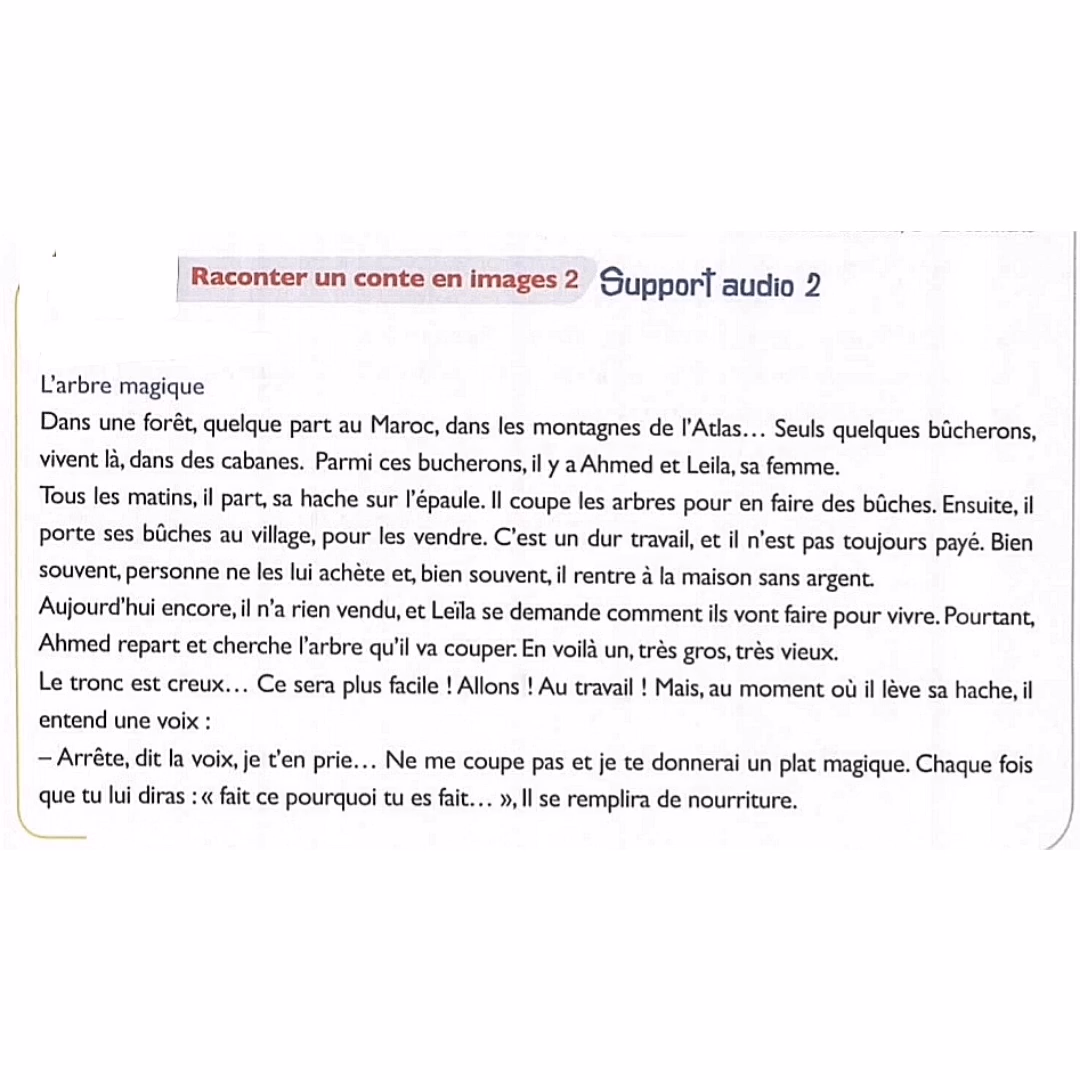 Raconter un conte en images 2 Support audio 2
L'arbre magique
Dans une forêt, quelque part au Maroc, dans les montagnes de l'Atlas... Seuls quelques bûcherons,
vivent là, dans des cabanes. Parmi ces bucherons, il y a Ahmed et Leila, sa femme.
Tous les matins, il part, sa hache sur l'épaule. Il coupe les arbres pour en faire des bûches. Ensuite, il
porte ses bûches au village, pour les vendre. C'est un dur travail, et il n'est pas toujours payé. Bien
souvent, personne ne les lui achète et, bien souvent, il rentre à la maison sans argent.
Aujourd'hui encore, il n'a rien vendu, et Leïla se demande comment ils vont faire pour vivre. Pourtant,
Ahmed repart et cherche l'arbre qu'il va couper. En voilà un, très gros, très vieux.
Le tronc est creux... Ce sera plus facile ! Allons ! Au travail ! Mais, au moment où il lève sa hache, il
entend une voix :
– Arrête, dit la voix, je t'en prie... Ne me coupe pas et je te donnerai un plat magique. Chaque fois
que tu lui diras : « fait ce pourquoi tu es fait... », Il se remplira de nourriture.